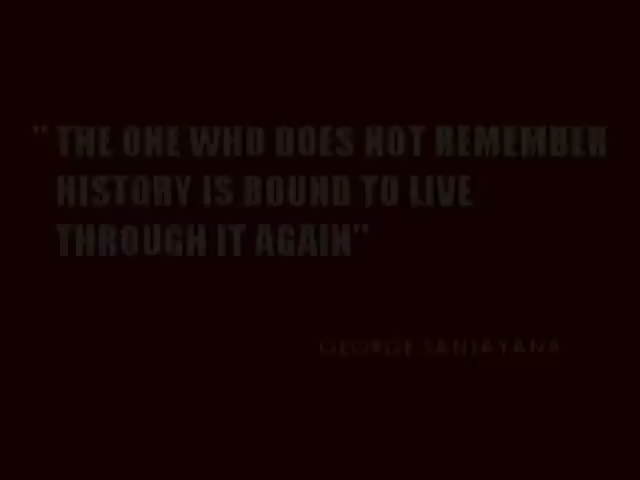 " THE ONE WHO DOES NOT REMEMBER
HISTORY IS BOUND TO LIVE
THROUGH IT AGAIN"
GEORGE SANTAYANA